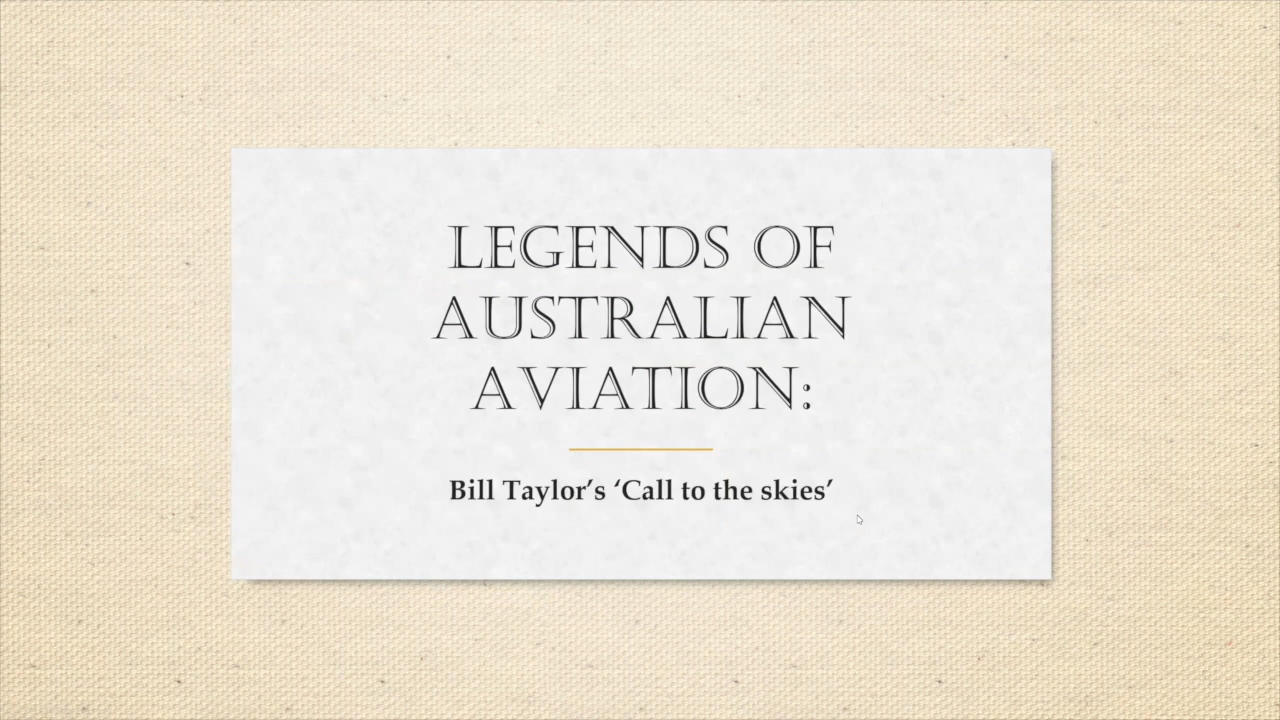 LEGENDS OF
AUSTRALIAN
AVIATION:
Bill Taylor’s ‘Call to the skies’